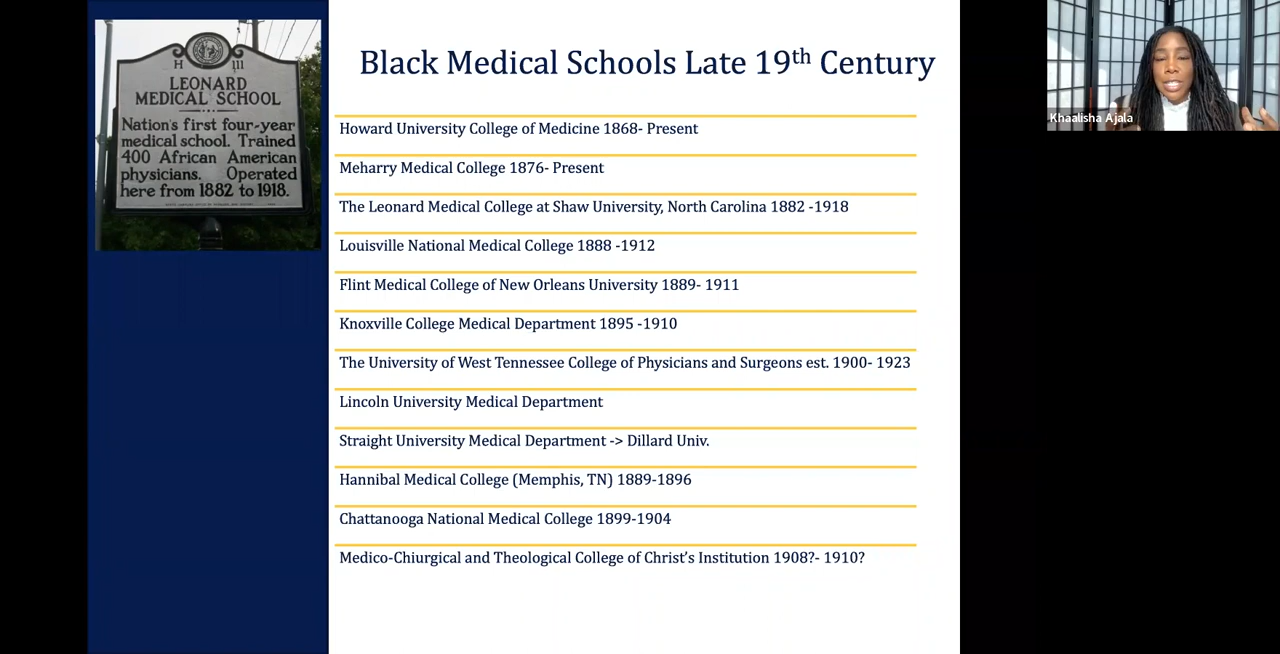 H 111
LEONARD
MEDICAL SCHOOL
Nation's first four-year
medical school. Trained
400 African American
physicians. Operated
here from 1882 to 1918.
Black Medical Schools Late 19th Century
Howard University College of Medicine 1868- Present
Meharry Medical College 1876- Present
The Leonard Medical College at Shaw University, North Carolina 1882 -1918
Louisville National Medical College 1888 -1912
Flint Medical College of New Orleans University 1889- 1911
Knoxville College Medical Department 1895 -1910
The University of West Tennessee College of Physicians and Surgeons est. 1900- 1923
Lincoln University Medical Department
Straight University Medical Department -> Dillard Univ.
Hannibal Medical College (Memphis, TN) 1889-1896
Chattanooga National Medical College 1899-1904
Medico-Chiurgical and Theological College of Christ's Institution 1908?- 1910?
Khaalisha Ajala